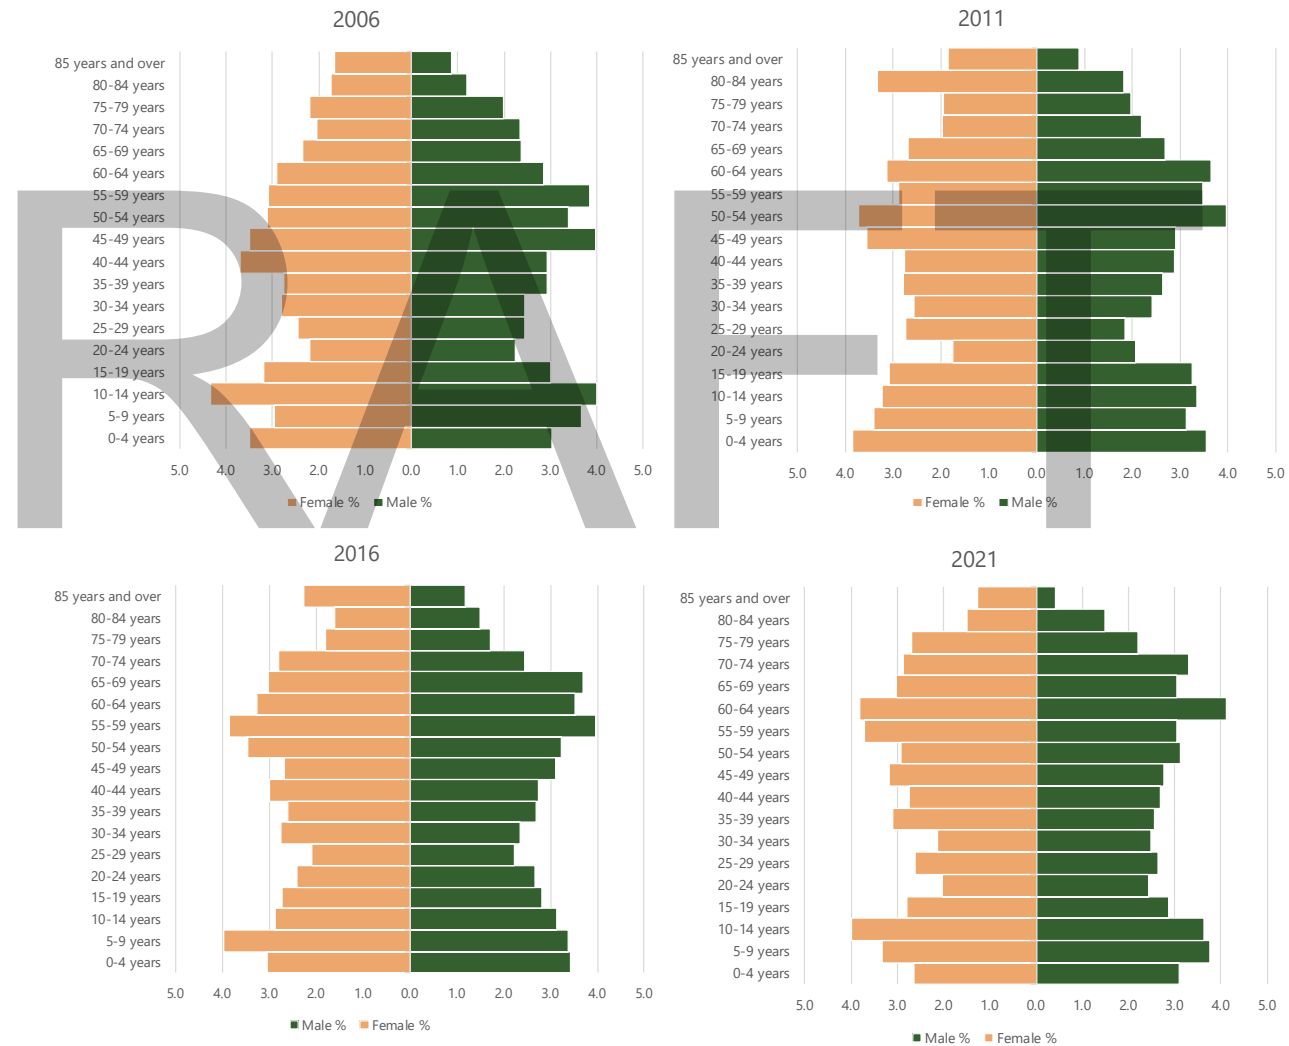 2006
85 years and over
80-84 years
75-79 years
70-74 years
65-69 years
60-64 years
55-59 years
50-54 years
45-49 years
40-44 years
35-39 years
30-34 years
25-29 years
20-24 years
15-19 years
10-14 years
5-9 years
0-4 years
5.0 4.0 3.0 2.0 1.0 0.0 1.0 2.0 3.0 4.0 5.0
Female % Male %
2011
85 years and over
80-84 years
75-79 years
70-74 years
65-69 years
60-64 years
55-59 years
50-54 years
45-49 years
40-44 years
35-39 years
30-34 years
25-29 years
20-24 years
15-19 years
10-14 years
5-9 years
0-4 years
5.0 4.0 3.0 2.0 1.0 0.0 1.0 2.0 3.0 4.0 5.0
Female % Male %
RAFT
2016
85 years and over
80-84 years
75-79 years
70-74 years
65-69 years
60-64 years
55-59 years
50-54 years
45-49 years
40-44 years
35-39 years
30-34 years
25-29 years
20-24 years
15-19 years
10-14 years
5-9 years
0-4 years
5.0 4.0 3.0 2.0 1.0 0.0 1.0 2.0 3.0 4.0 5.0
Male % Female %
2021
85 years and over
80-84 years
75-79 years
70-74 years
65-69 years
60-64 years
55-59 years
50-54 years
45-49 years
40-44 years
35-39 years
30-34 years
25-29 years
20-24 years
15-19 years
10-14 years
5-9 years
0-4 years
5.0 4.0 3.0 2.0 1.0 0.0 1.0 2.0 3.0 4.0 5.0
Male % Female %